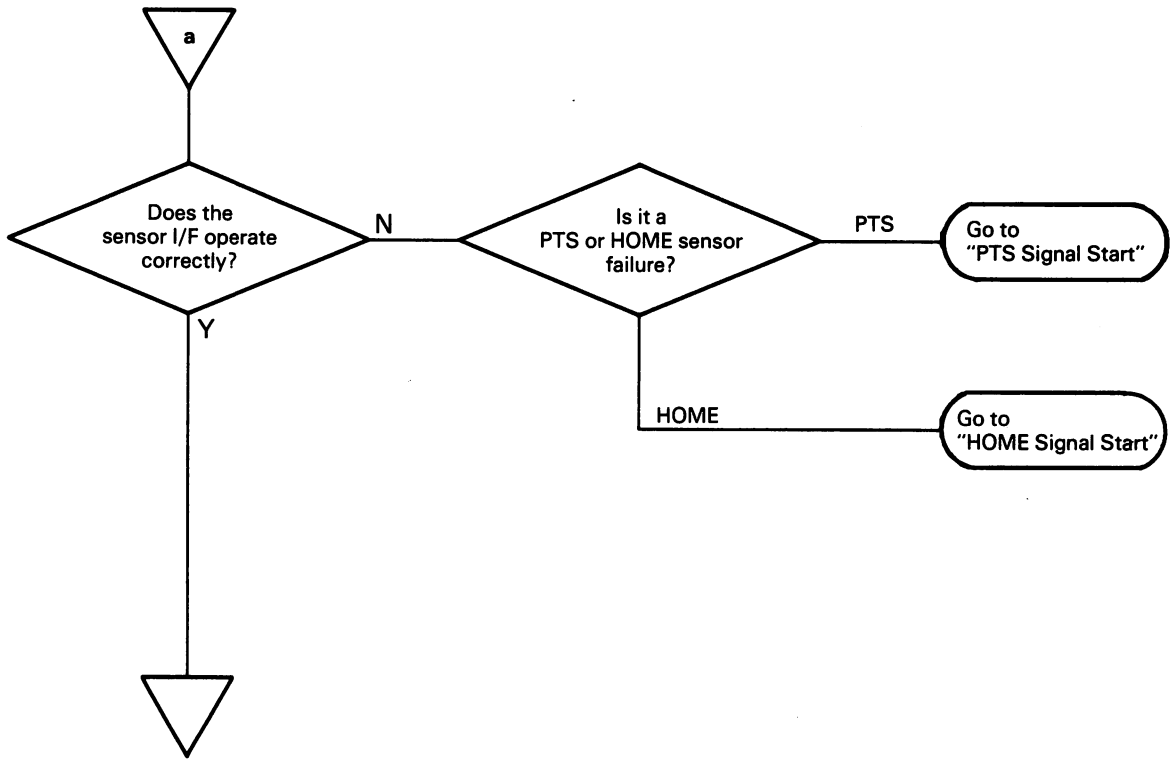 a
Does the
sensor I/F operate
correctly?
N
Is it a
PTS or HOME sensor
failure?
PTS
Go to
"PTS Signal Start"
Y
HOME
Go to
"HOME Signal Start"